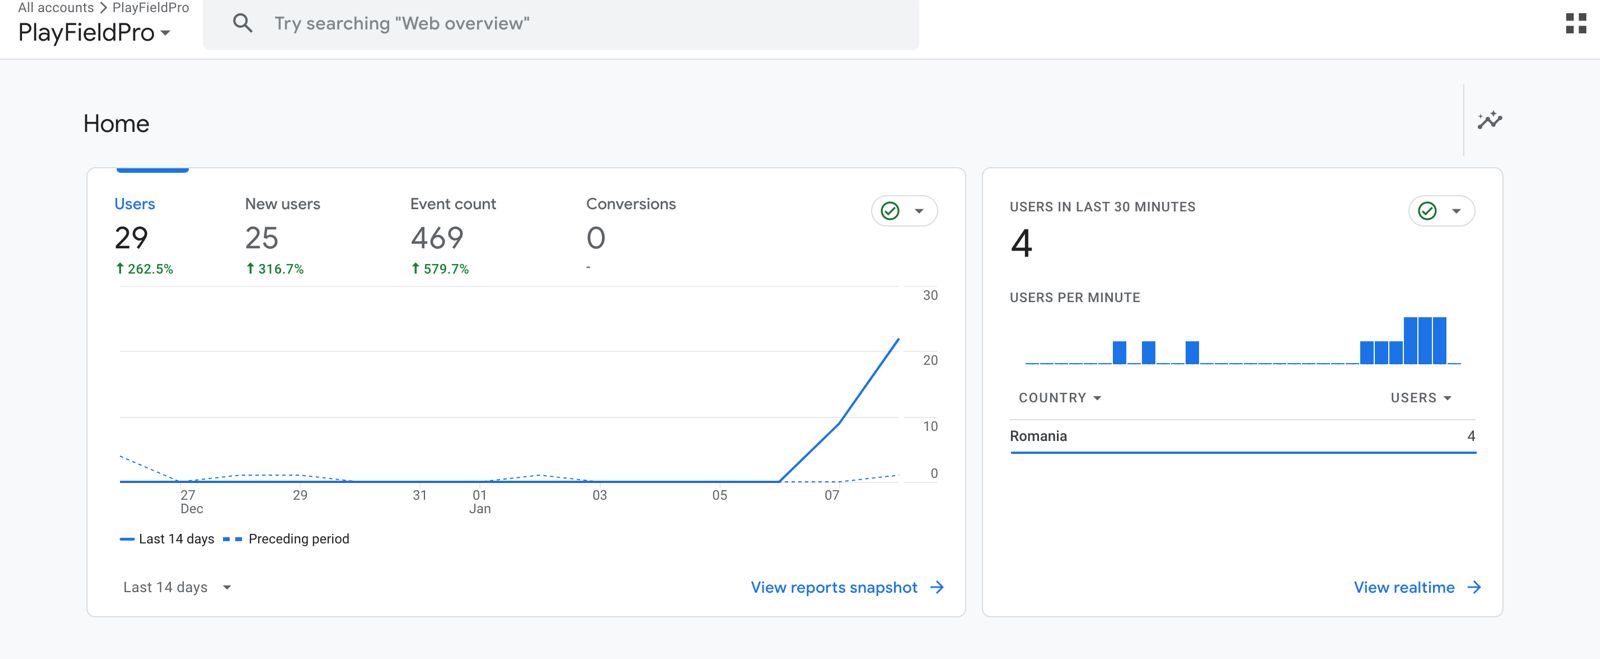 All accounts > PlayFieldPro
PlayFieldPro
Try searching "Web overview"
Home
Users
29
262.5%
New users
25
316.7%
Event count
469
579.7%
Conversions
0
-
30
20
10
0
27
Dec
29
31
01
Jan
03
05
07
Last 14 days
Preceding period
Last 14 days
View reports snapshot
USERS IN LAST 30 MINUTES
4
USERS PER MINUTE
COUNTRY
USERS
Romania
4
View realtime